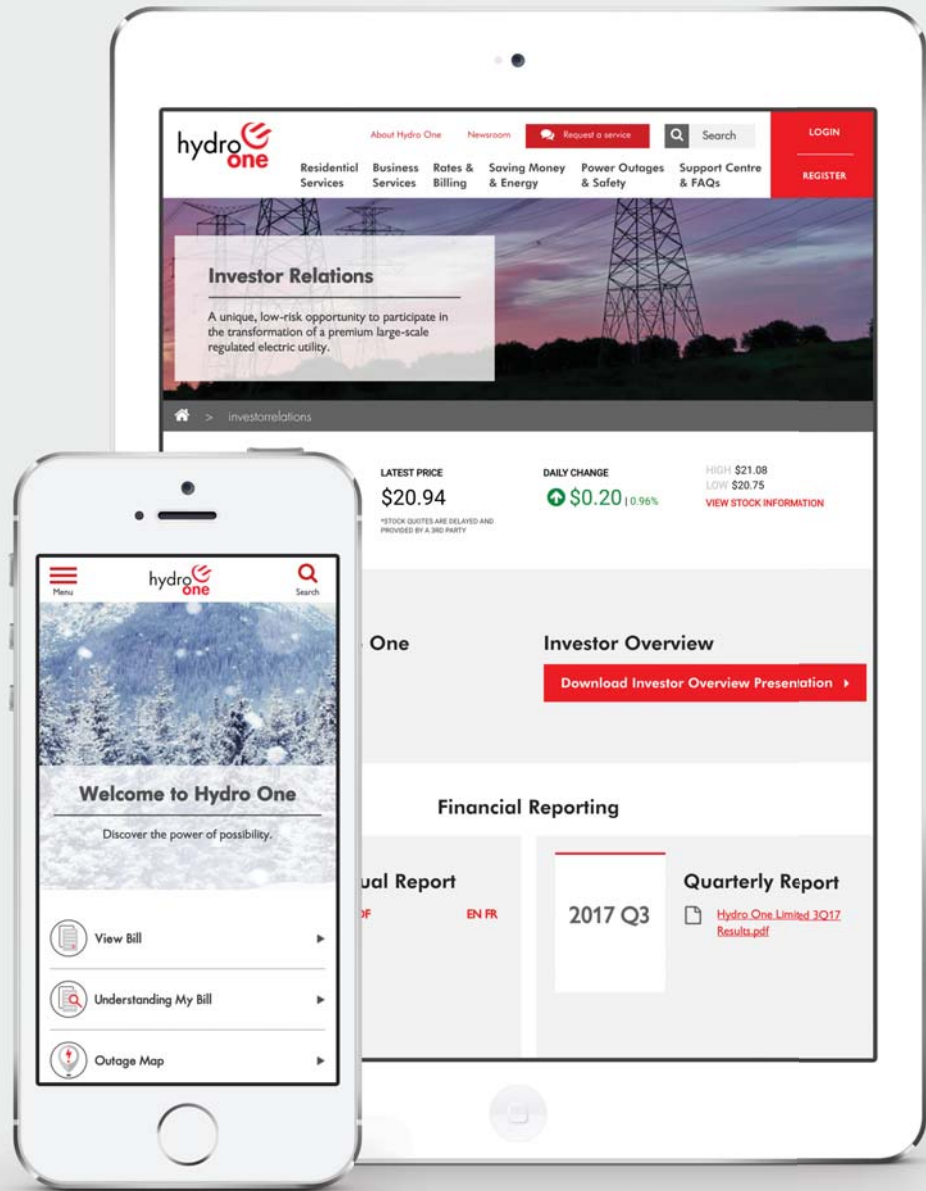 hydro
one
About Hydro One
Newsroom
Request a service
Search
LOGIN
REGISTER
Residential
Services
Business
Services
Rates &
Billing
Saving Money
& Energy
Power Outages
& Safety
Support Centre
& FAQs
Investor Relations
A unique, low-risk opportunity to participate in
the transformation of a premium large-scale
regulated electric utility.
> investorrelations
LATEST PRICE
$20.94
*STOCK QUOTES ARE DELAYED AND
PROVIDED BY A 3RD PARTY
DAILY CHANGE
$0.20 | 0.96%
HIGH $21.08
LOW $20.75
VIEW STOCK INFORMATION
One
Investor Overview
Download Investor Overview Presentation
Financial Reporting
ual Report
EN FR
2017 Q3
Quarterly Report
Hydro One Limited 3Q17
Results.pdf
Menu
hydro
one
Search
Welcome to Hydro One
Discover the power of possibility.
View Bill
Understanding My Bill
Outage Map